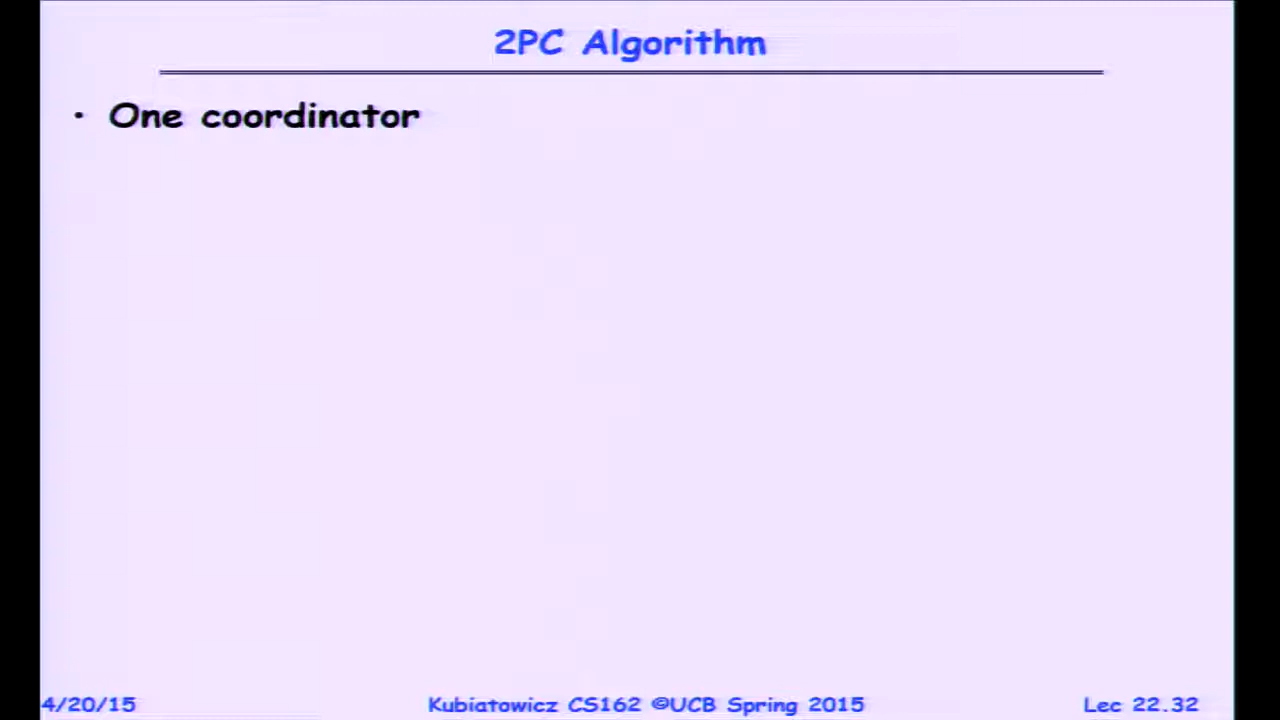 2PC Algorithm
• One coordinator
4/20/15 Kubiatowicz CS162 ©UCB Spring 2015 Lec 22.32